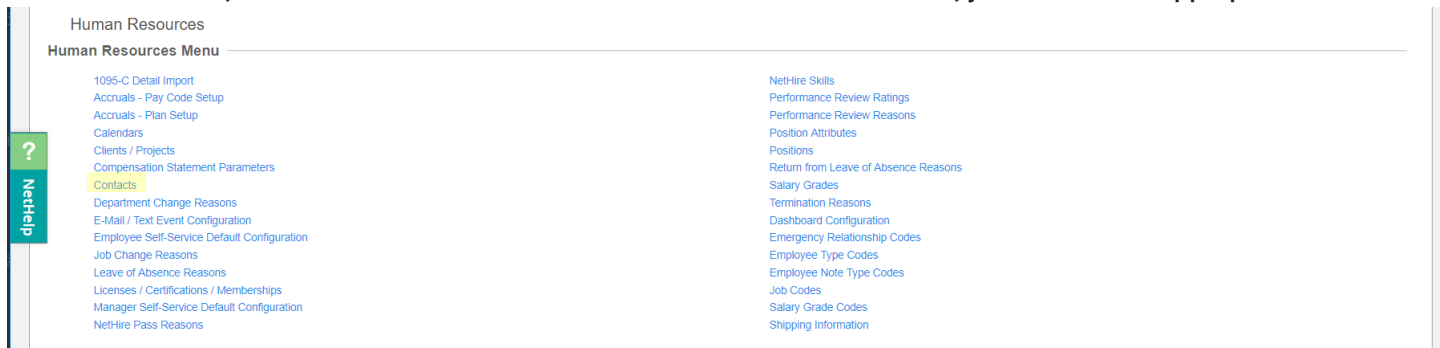 Human Resources
Human Resources Menu
1095-C Detail Import
Accruals - Pay Code Setup
Accruals - Plan Setup
Calendars
Clients / Projects
Compensation Statement Parameters
Contacts
Department Change Reasons
E-Mail / Text Event Configuration
Employee Self-Service Default Configuration
Job Change Reasons
Leave of Absence Reasons
Licenses / Certifications / Memberships
Manager Self-Service Default Configuration
NetHire Pass Reasons
NetHire Skills
Performance Review Ratings
Performance Review Reasons
Position Attributes
Positions
Return from Leave of Absence Reasons
Salary Grades
Termination Reasons
Dashboard Configuration
Emergency Relationship Codes
Employee Type Codes
Employee Note Type Codes
Job Codes
Salary Grade Codes
Shipping Information
?
NetHelp